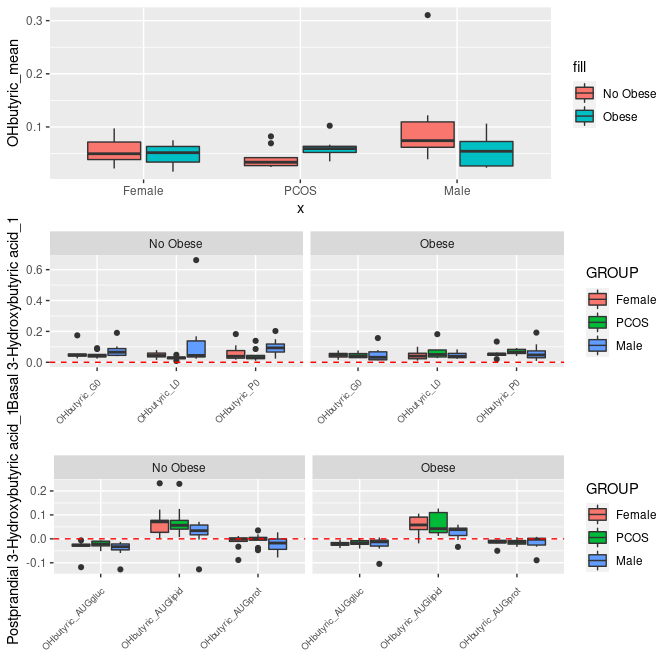 OHbutyric_mean
0.3
0.2
0.1
Female
PCOS
Male
x
fill
No Obese
Obese
Basal 3-Hydroxybutyric acid_1
No Obese
Obese
0.6
0.4
0.2
0.0
OHbutyric_G0
OHbutyric_L0
OHbutyric_P0
OHbutyric_G0
OHbutyric_L0
OHbutyric_P0
GROUP
Female
PCOS
Male
Postprandial 3-Hydroxybutyric acid_1
No Obese
Obese
0.2
0.1
0.0
-0.1
OHbutyric_AUGgluc
OHbutyric_AUGlipid
OHbutyric_AUGprot
OHbutyric_AUGgluc
OHbutyric_AUGlipid
OHbutyric_AUGprot
GROUP
Female
PCOS
Male